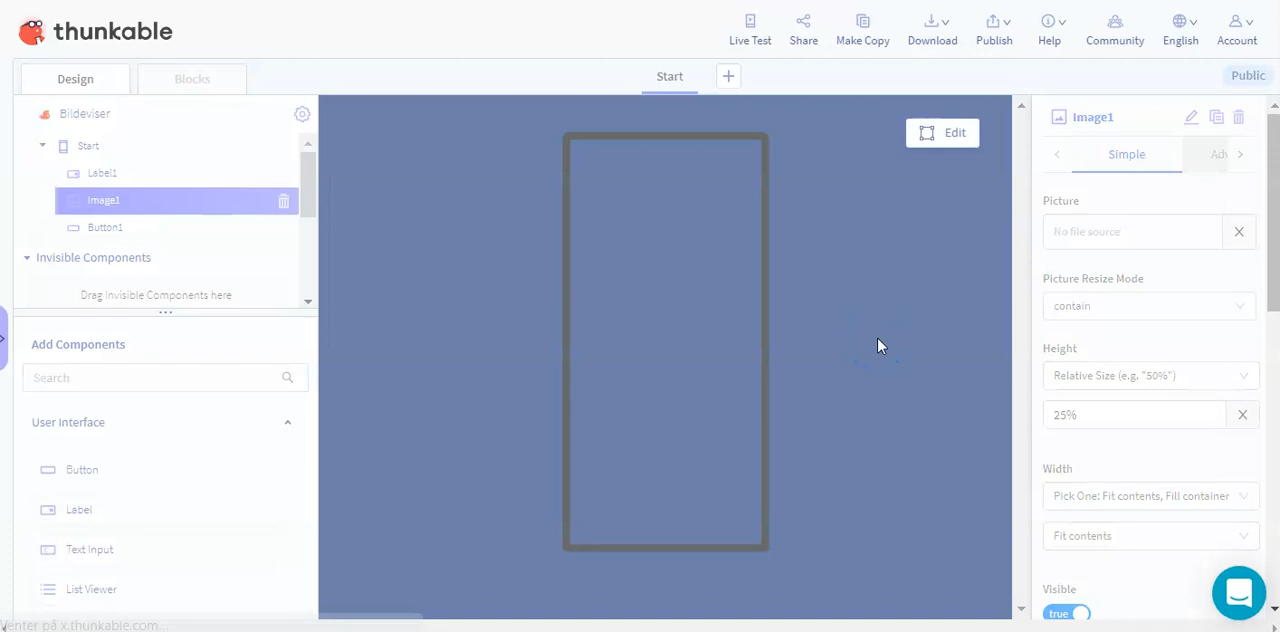 thunkable
Live Test
Share
Make Copy
Download
Publish
Help
Community
English
Account
Design
Blocks
Start
Public
Bildeviser
Start
Label1
Image1
Button1
Invisible Components
Drag Invisible Components here
Add Components
Search
User Interface
Button
Label
Text Input
List Viewer
Venter på x.thunkable.com...
Edit
Image1
Simple
Adv
Picture
No file source
Picture Resize Mode
contain
Height
Relative Size (e.g. "50%")
25%
Width
Pick One: Fit contents, Fill container
Fit contents
Visible
true